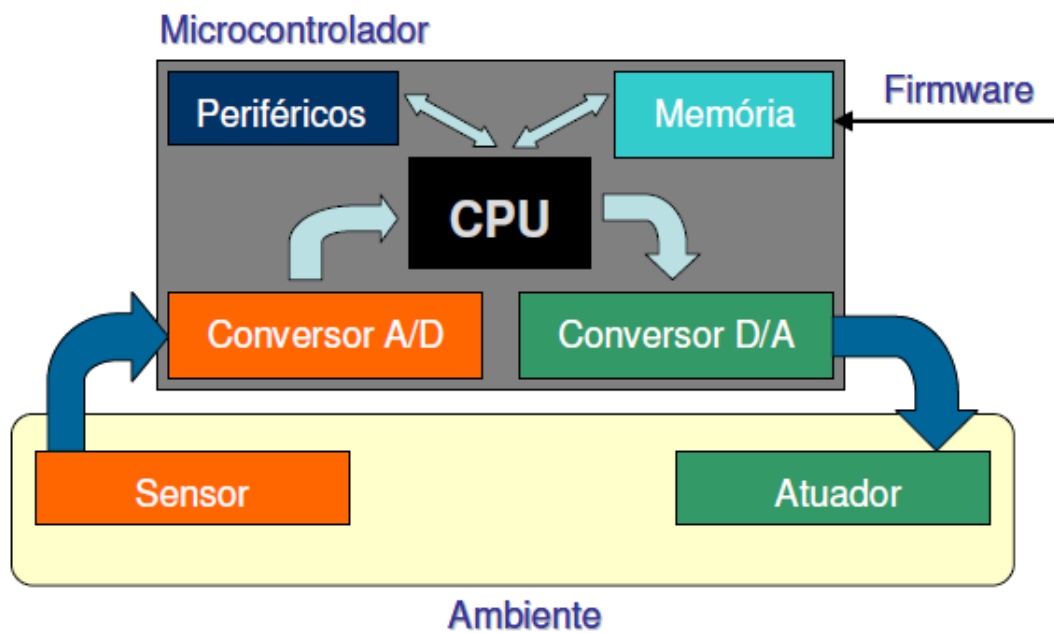 Microcontrolador
Periféricos
Memória
Firmware
CPU
Conversor A/D
Conversor D/A
Sensor
Atuador
Ambiente